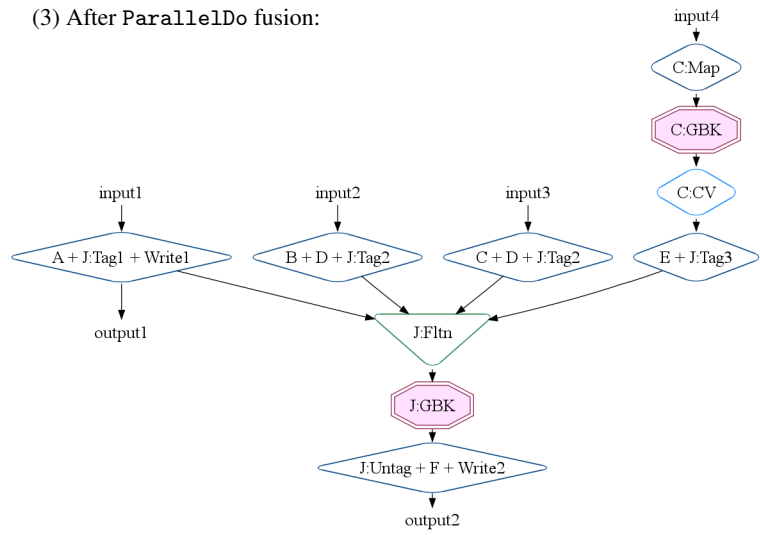 (3) After ParallelDo fusion:
input4
C:Map
C:GBK
C:CV
input1
input2
input3
A + J:Tag1 + Write1
B + D + J:Tag2
C + D + J:Tag2
E + J:Tag3
output1
J:Fltn
J:GBK
J:Untag + F + Write2
output2